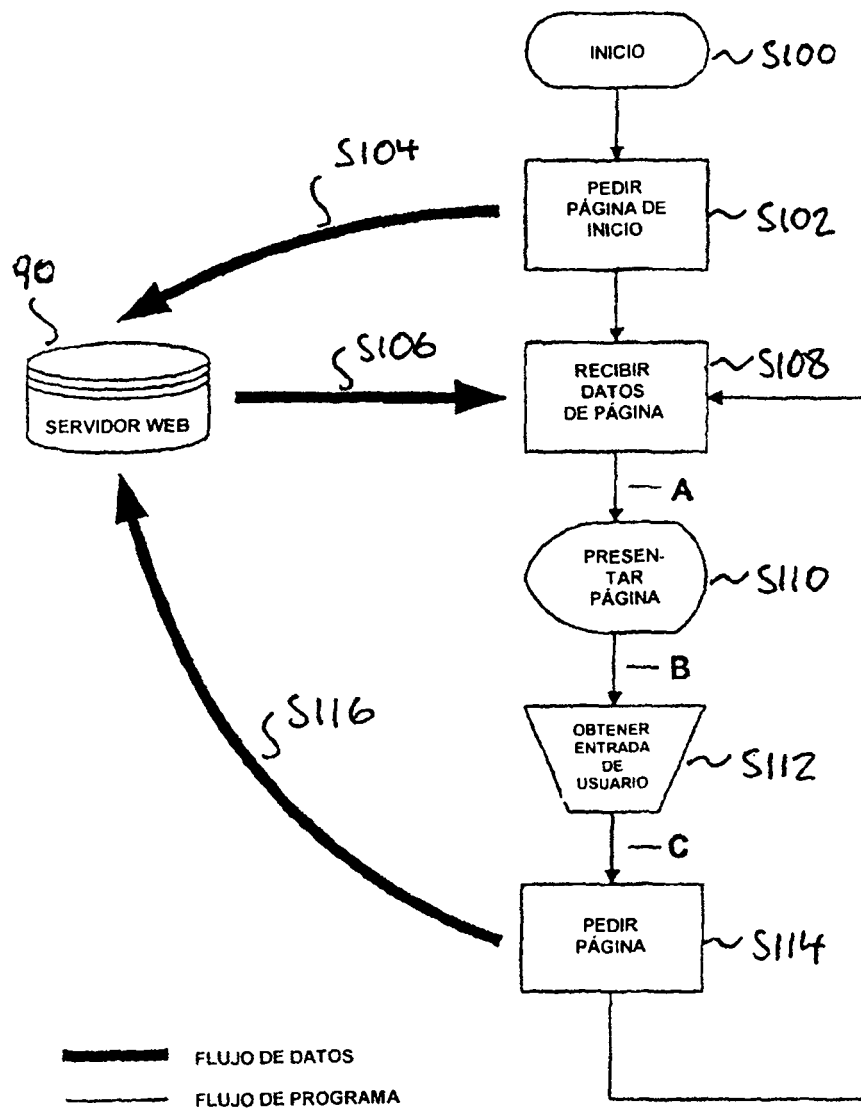 INICIO
S100
S104
PEDIR
PÁGINA DE
INICIO
S102
90
S106
RECIBIR
DATOS
DE PÁGINA
S108
SERVIDOR WEB
A
PRESEN-
TAR
PÁGINA
S110
B
S116
OBTENER
ENTRADA
DE
USUARIO
S112
C
PEDIR
PÁGINA
S114
FLUJO DE DATOS
FLUJO DE PROGRAMA